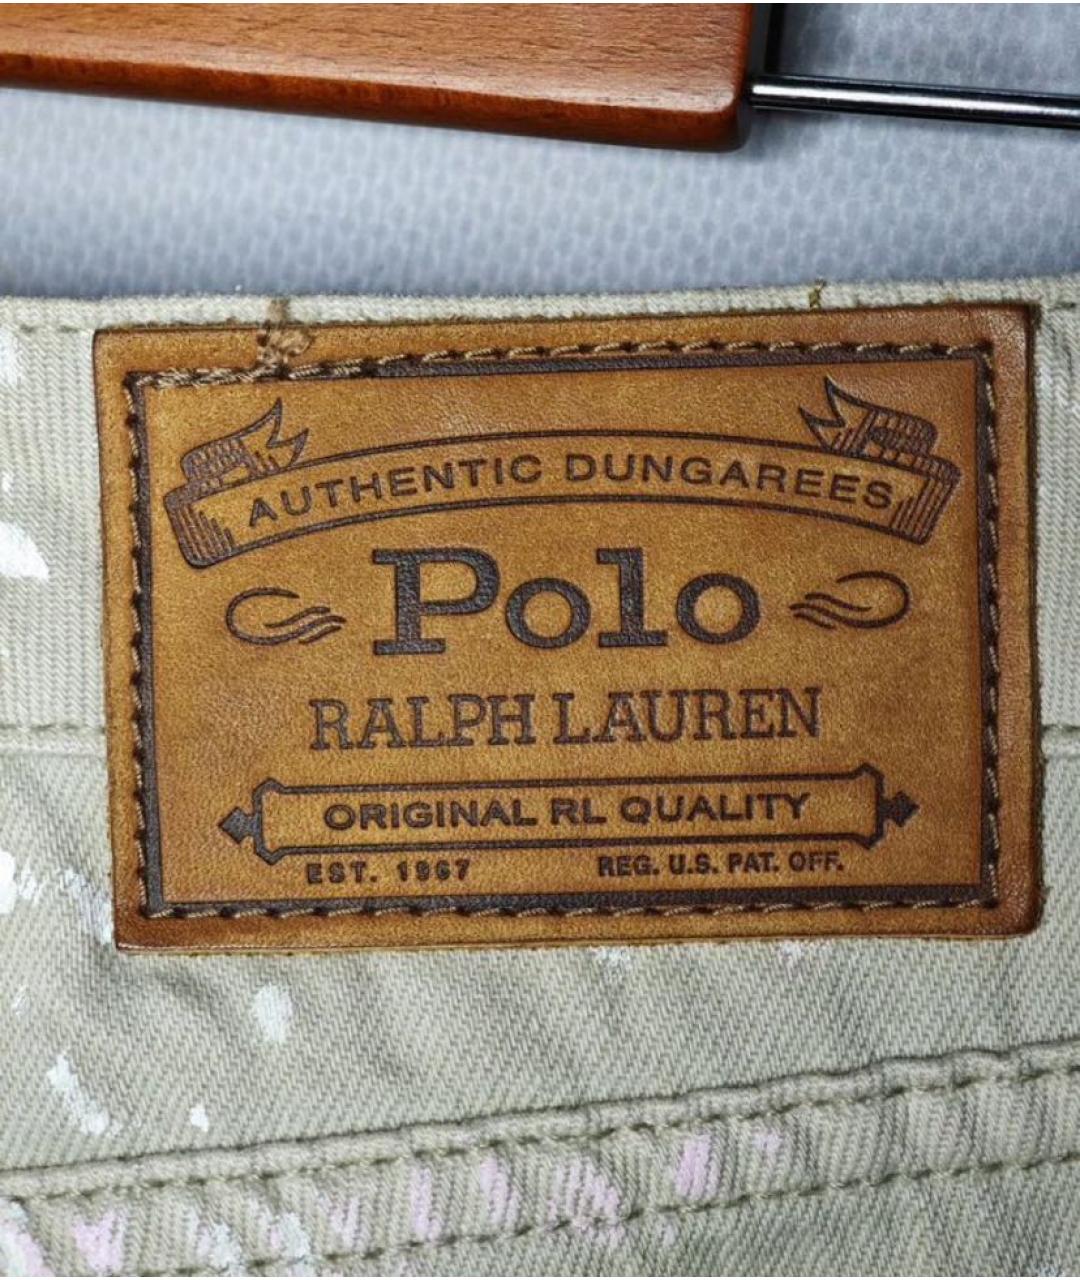 AUTHENTIC DUNGAREES
Polo
RALPH LAUREN
ORIGINAL RL QUALITY
EST. 1967 REG. U.S. PAT. OFF.